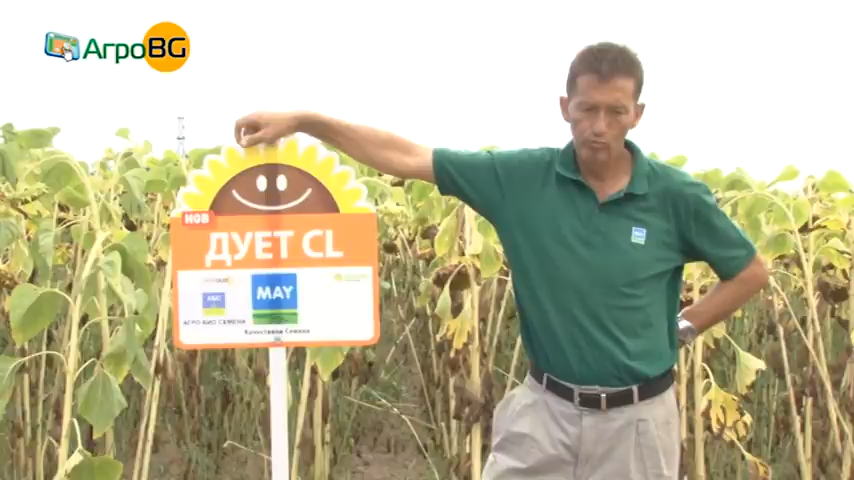 АгроBG
НОВ
ДУЕТ CL
MAY
АГРО-БИО СЕМЕНА
Качествени Семена